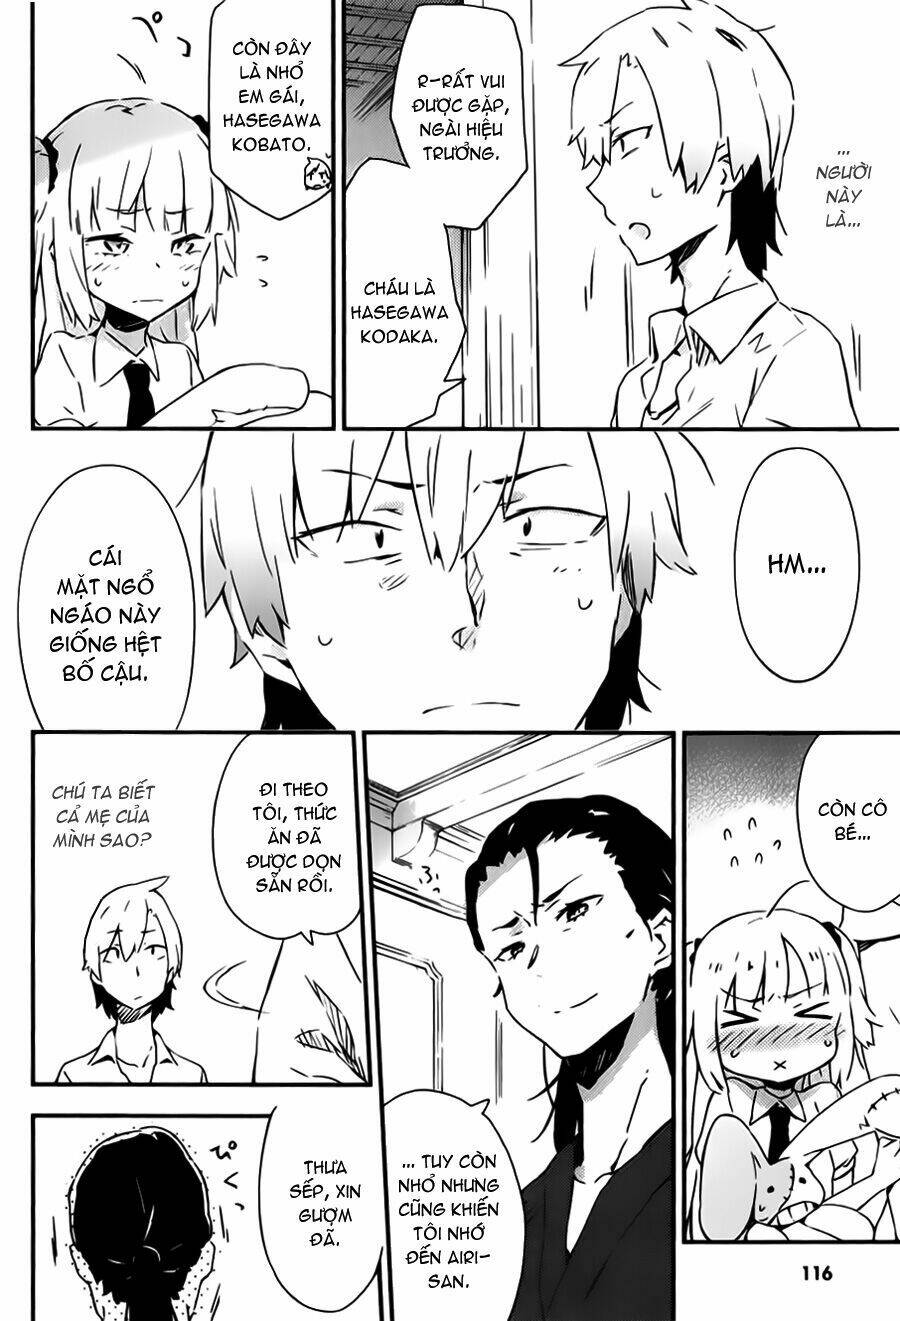 ...
NGƯỜI
NÀY
LÀ...
R-RẤT VUI
ĐƯỢC GẶP,
NGÀI HIỆU
TRƯỞNG.
CHÁU LÀ
HASEGAWA
KODAKA.
CÒN ĐÂY
LÀ NHỎ
EM GÁI,
HASEGAWA
KOBATO.
HM...
CÁI
MẶT NGỔ
NGÁO NÀY
GIỐNG HỆT
BỐ CẬU.
CÒN CÔ
BÉ...
... TUY CÒN
NHỎ NHƯNG
CŨNG KHIẾN
TÔI NHỚ
ĐẾN AIRI-
SAN.
ĐI THEO
TÔI, THỨC
ĂN ĐÃ
ĐƯỢC DỌN
SẴN RỒI.
CHÚ TA BIẾT
CẢ MẸ CỦA
MÌNH SAO?
THƯA
SẾP, XIN
GƯỢM
ĐÃ.
116